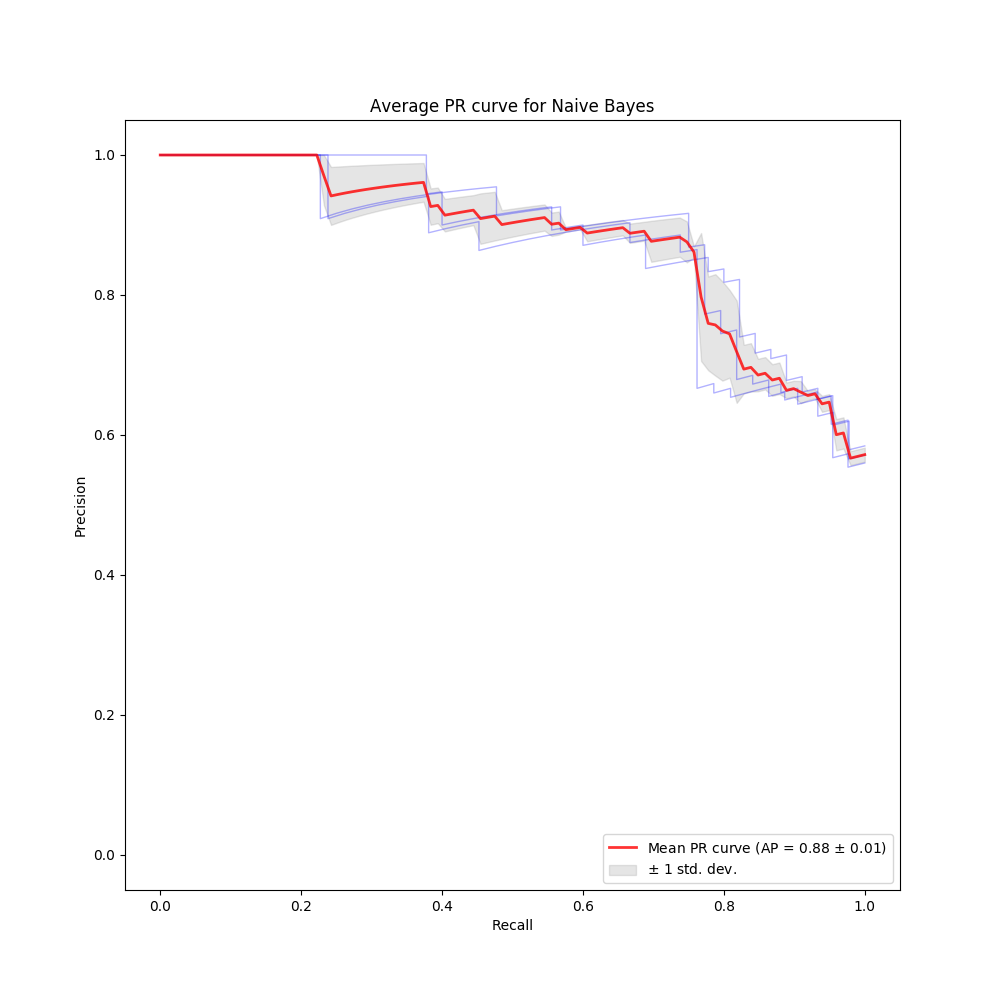 Average PR curve for Naive Bayes
1.0
0.8
0.6
0.4
0.2
0.0
Precision
Mean PR curve (AP = 0.88 ± 0.01)
± 1 std. dev.
0.0 0.2 0.4 0.6 0.8 1.0
Recall